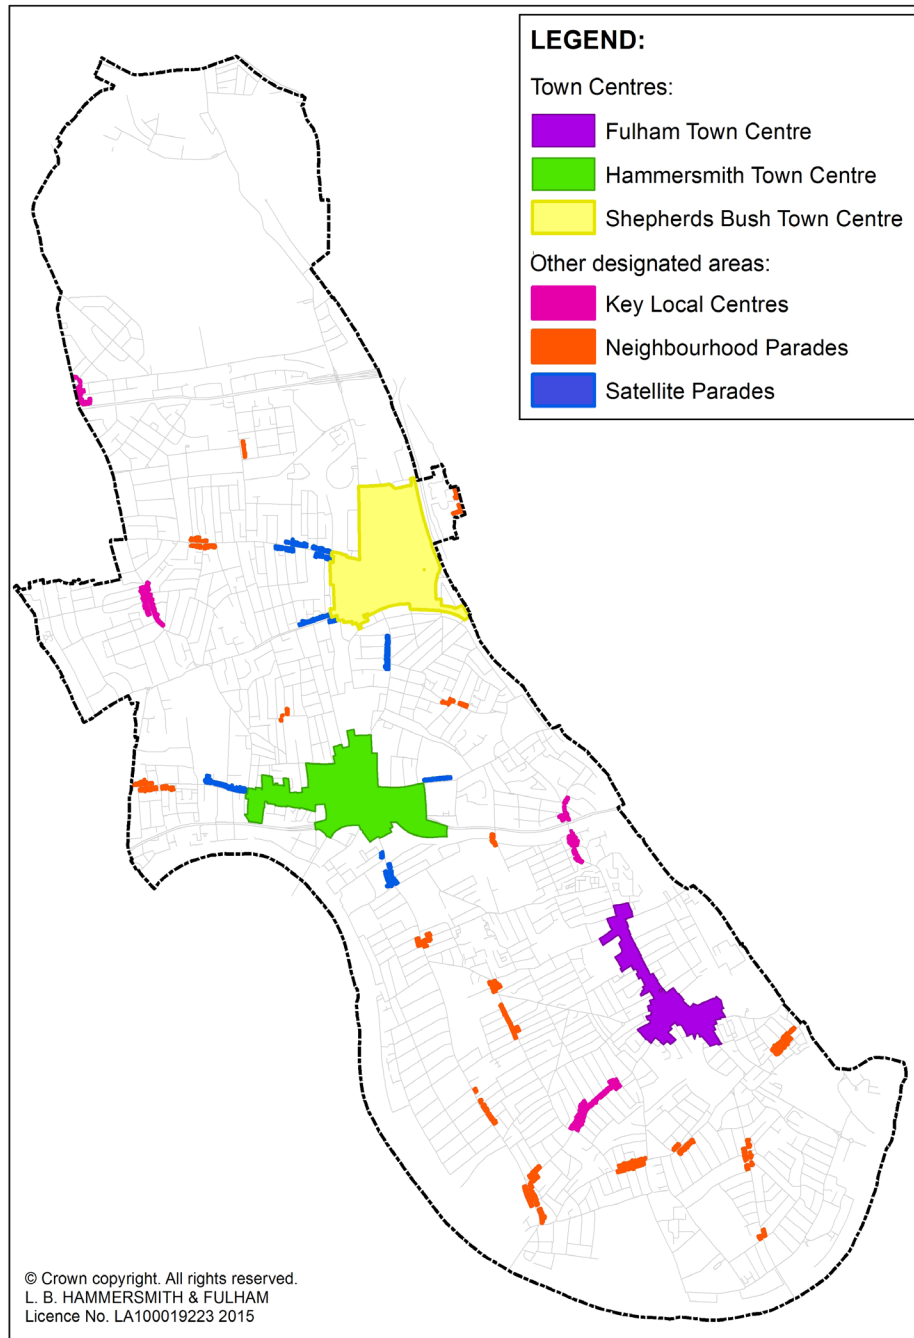 LEGEND:
Town Centres:
Fulham Town Centre
Hammersmith Town Centre
Shepherds Bush Town Centre
Other designated areas:
Key Local Centres
Neighbourhood Parades
Satellite Parades
© Crown copyright. All rights reserved.
L. B. HAMMERSMITH & FULHAM
Licence No. LA100019223 2015